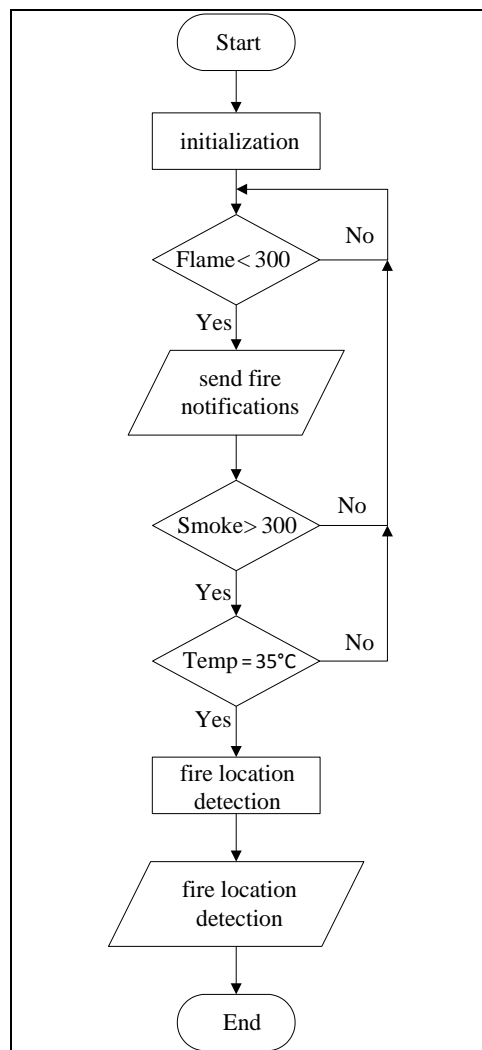 Start
initialization
Flame< 300
No
Yes
send fire
notifications
Smoke> 300
No
Yes
Temp = 35°C
No
Yes
fire location
detection
fire location
detection
End